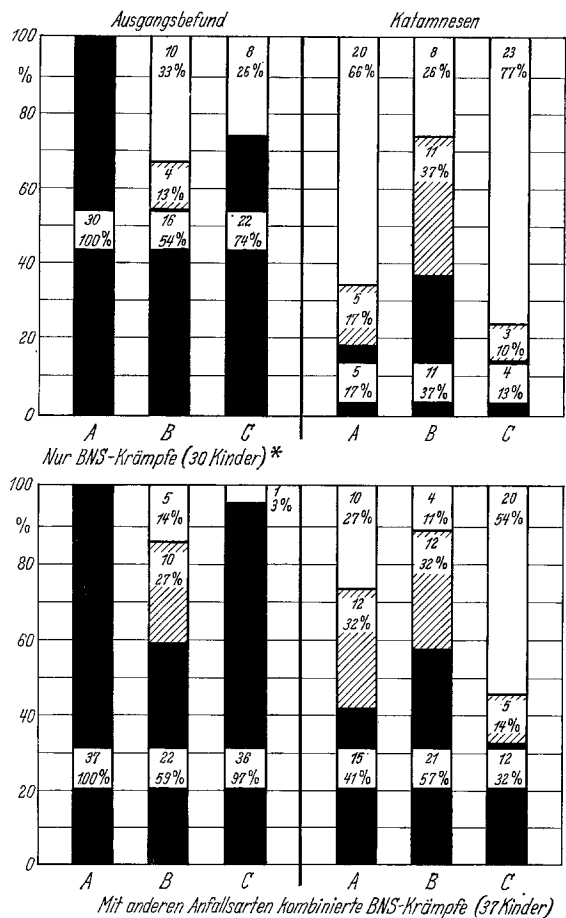 Ausgangsbefund Katamnesen
100 10 8 20 8 23
% 33% 26% 66% 26% 77%
80
4 11
13% 37%
60
30 16 22
100% 54% 74%
40
5 3
17% 10%
20
5 11 4
17% 37% 13%
0
A B C A B C
Nur BNS-Krämpfe (30 Kinder)*
100 5 1 10 4 20
% 14% 3% 27% 11% 54%
10 12
27% 32%
80
12
32%
60
5
14%
40
37 22 36 15 21 12
100% 59% 97% 41% 57% 32%
20
0
A B C A B C
Mit anderen Anfallsarten kombinierte BNS-Krämpfe (37 Kinder)